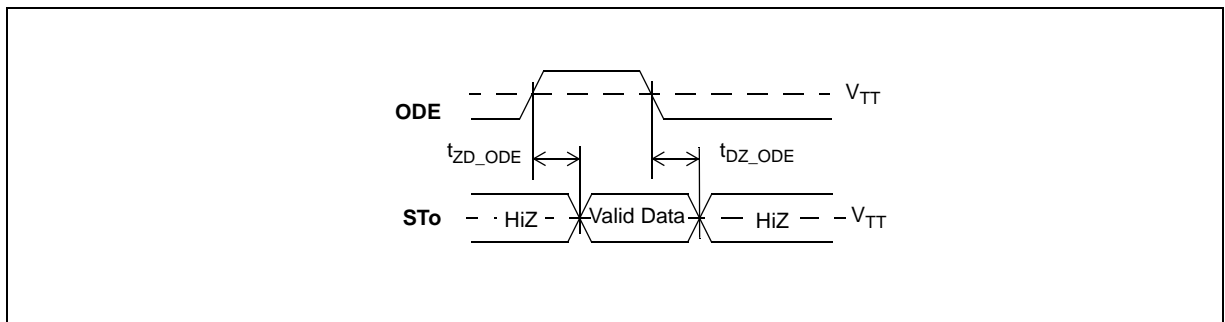 V_TT
ODE
t_ZD_ODE t_DZ_ODE
STo HiZ Valid Data HiZ V_TT